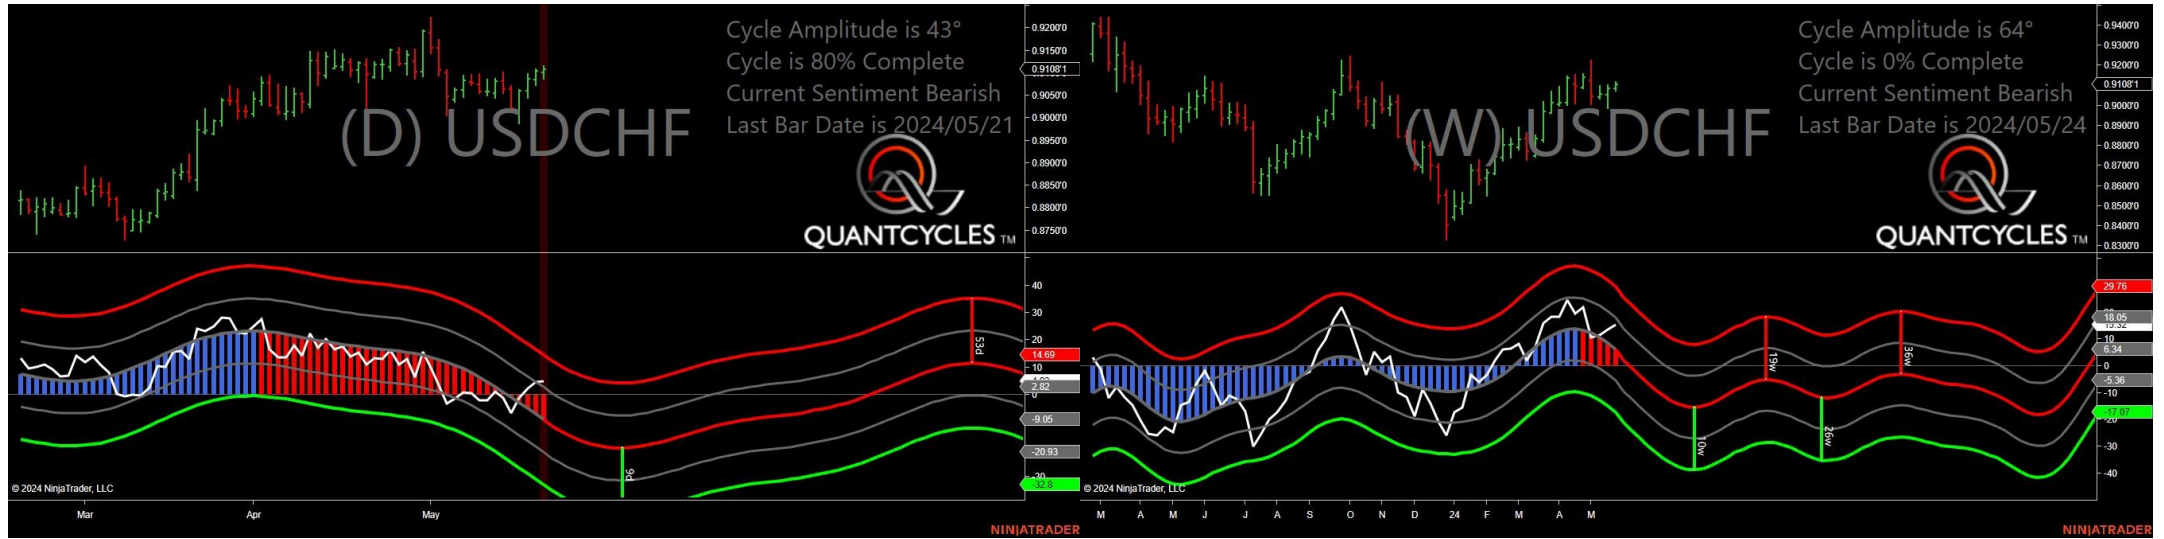 Cycle Amplitude is 43°
Cycle is 80% Complete
Current Sentiment Bearish
Last Bar Date is 2024/05/21
(D) USDCHF
QUANTCYCLES TM
0.9200'0
0.9150'0
0.9108'1
0.9050'0
0.9000'0
0.8950'0
0.8900'0
0.8850'0
0.8800'0
0.8750'0
40
30
20
14.69
10
2.82
0
-9.05
-20.93
-32.8
53d
9d
© 2024 NinjaTrader, LLC
Mar Apr May
NINJATRADER
Cycle Amplitude is 64°
Cycle is 0% Complete
Current Sentiment Bearish
Last Bar Date is 2024/05/24
(W) USDCHF
QUANTCYCLES TM
0.9400'0
0.9300'0
0.9200'0
0.9108'1
0.9000'0
0.8900'0
0.8800'0
0.8700'0
0.8600'0
0.8400'0
0.8300'0
29.76
18.05
15.32
6.34
0
-5.36
-10
-17.07
-20
-30
-40
19w
36w
10w
26w
© 2024 NinjaTrader, LLC
M A M J J A S O N D 24 F M A M
NINJATRADER